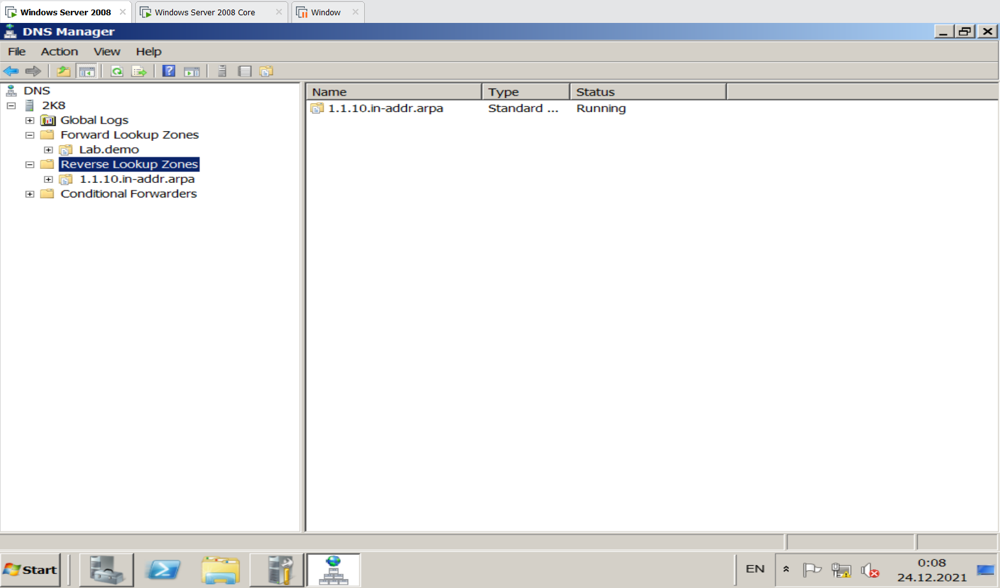 Windows Server 2008 Windows Server 2008 Core Window
DNS Manager
File Action View Help
DNS
2K8
Global Logs
Forward Lookup Zones
Lab.demo
Reverse Lookup Zones
1.1.10.in-addr.arpa
Conditional Forwarders
Name Type Status
1.1.10.in-addr.arpa Standard ... Running
Start
EN
0:08
24.12.2021